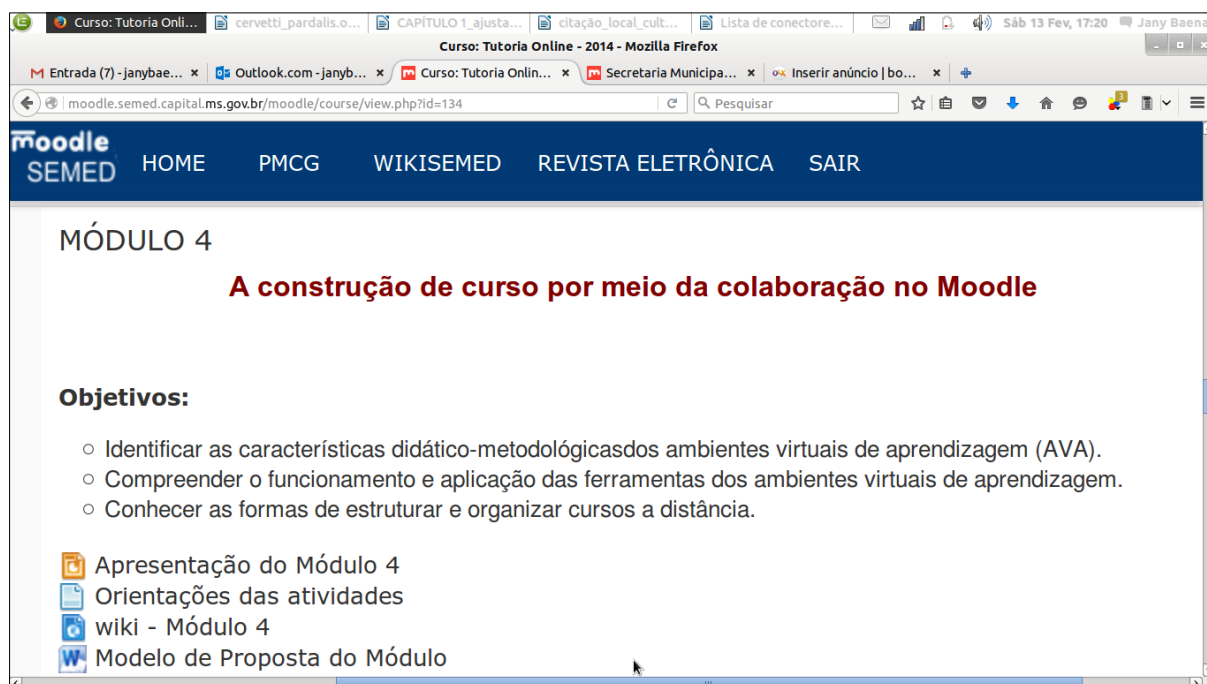 Curso: Tutoria Onli... cervetti_pardalis.o... CAPÍTULO 1_ajusta... citação_local_cult... Lista de conectore... Sáb 13 Fev, 17:20 Jany Baena
Curso: Tutoria Online - 2014 - Mozilla Firefox
Entrada (7) - janybae... Outlook.com - janyb... Curso: Tutoria Onlin... Secretaria Municipa... Inserir anúncio | bo...
moodle.semed.capital.ms.gov.br/moodle/course/view.php?id=134 Pesquisar 3
moodle
SEMED HOME PMCG WIKISEMED REVISTA ELETRÔNICA SAIR
MÓDULO 4
A construção de curso por meio da colaboração no Moodle
Objetivos:
Identificar as características didático-metodológicasdos ambientes virtuais de aprendizagem (AVA).
Compreender o funcionamento e aplicação das ferramentas dos ambientes virtuais de aprendizagem.
Conhecer as formas de estruturar e organizar cursos a distância.
Apresentação do Módulo 4
Orientações das atividades
wiki - Módulo 4
Modelo de Proposta do Módulo